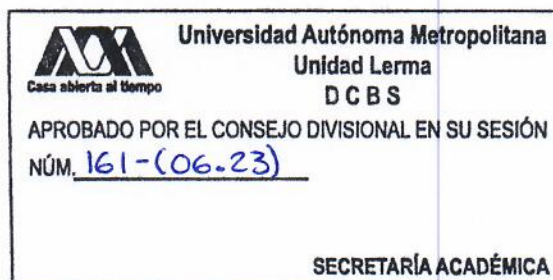 Casa abierta al tiempo
Universidad Autónoma Metropolitana
Unidad Lerma
D C B S
APROBADO POR EL CONSEJO DIVISIONAL EN SU SESIÓN
NÚM. 161-(06.23)
SECRETARÍA ACADÉMICA